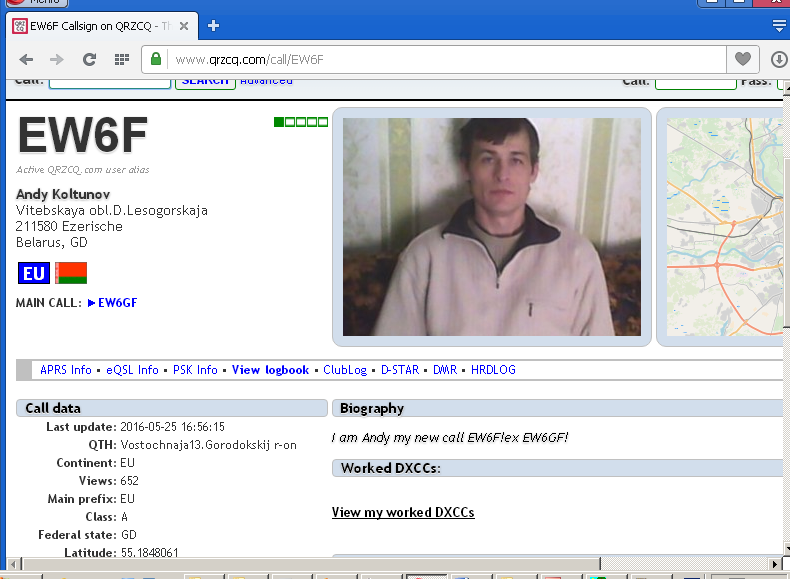 EW6F Callsign on QRZCQ - Th
www.qrzcq.com/call/EW6F
Call:
SEARCH
Advanced
Call:
Pass:
EW6F
Active QRZCQ.com user alias
Andy Koltunov
Vitebskaya obl.D.Lesogorskaja
211580 Ezerische
Belarus, GD
EU
MAIN CALL: ►EW6GF
APRS Info • eQSL Info • PSK Info • View logbook • ClubLog • D-STAR • DMR • HRDLOG
Call data
Last update: 2016-05-25 16:56:15
QTH: Vostochnaja13.Gorodokskij r-on
Continent: EU
Views: 652
Main prefix: EU
Class: A
Federal state: GD
Latitude: 55.1848061
Biography
I am Andy my new call EW6F!ex EW6GF!
Worked DXCCs:
View my worked DXCCs